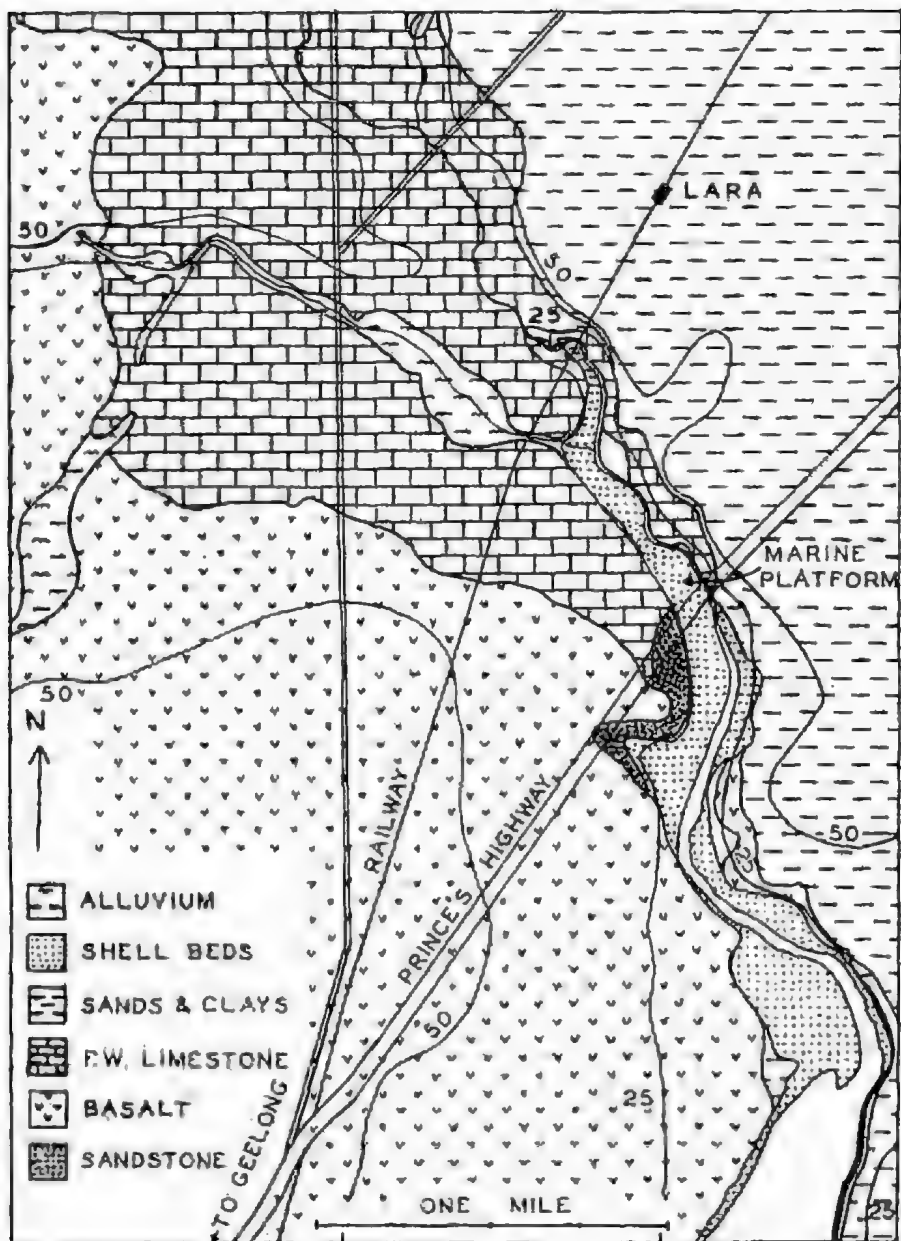 LARA
50
50
25
MARINE
PLATFORM
50
N
50
RAILWAY
PRINCE'S HIGHWAY
50
25
25
TO GEELONG
ALLUVIUM
SHELL BEDS
SANDS & CLAYS
F.W. LIMESTONE
BASALT
SANDSTONE
ONE MILE